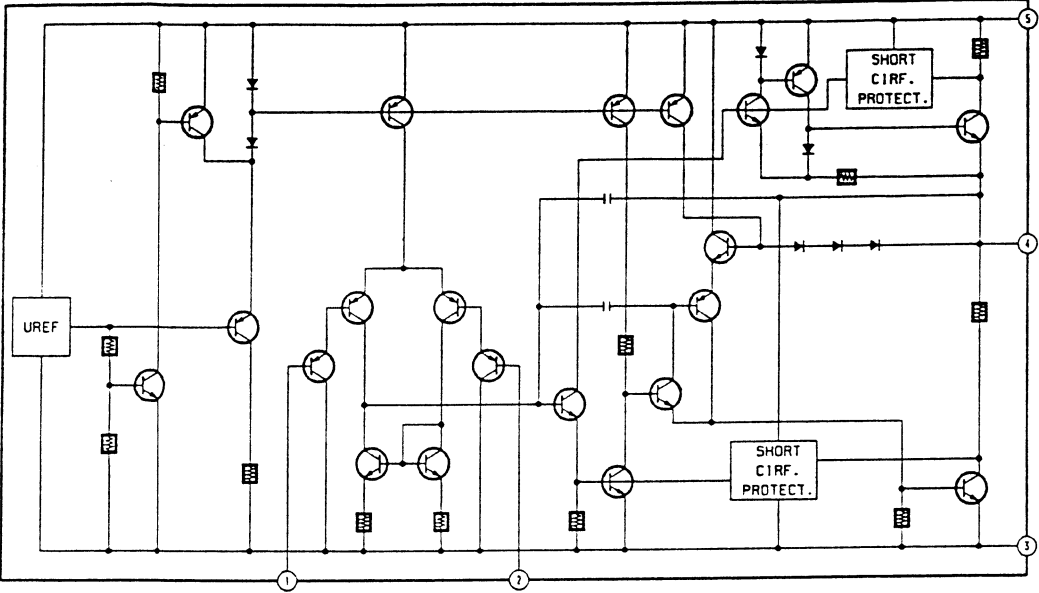 5
SHORT
CIRF.
PROTECT.
4
UREF
SHORT
CIRF.
PROTECT.
3
1
2